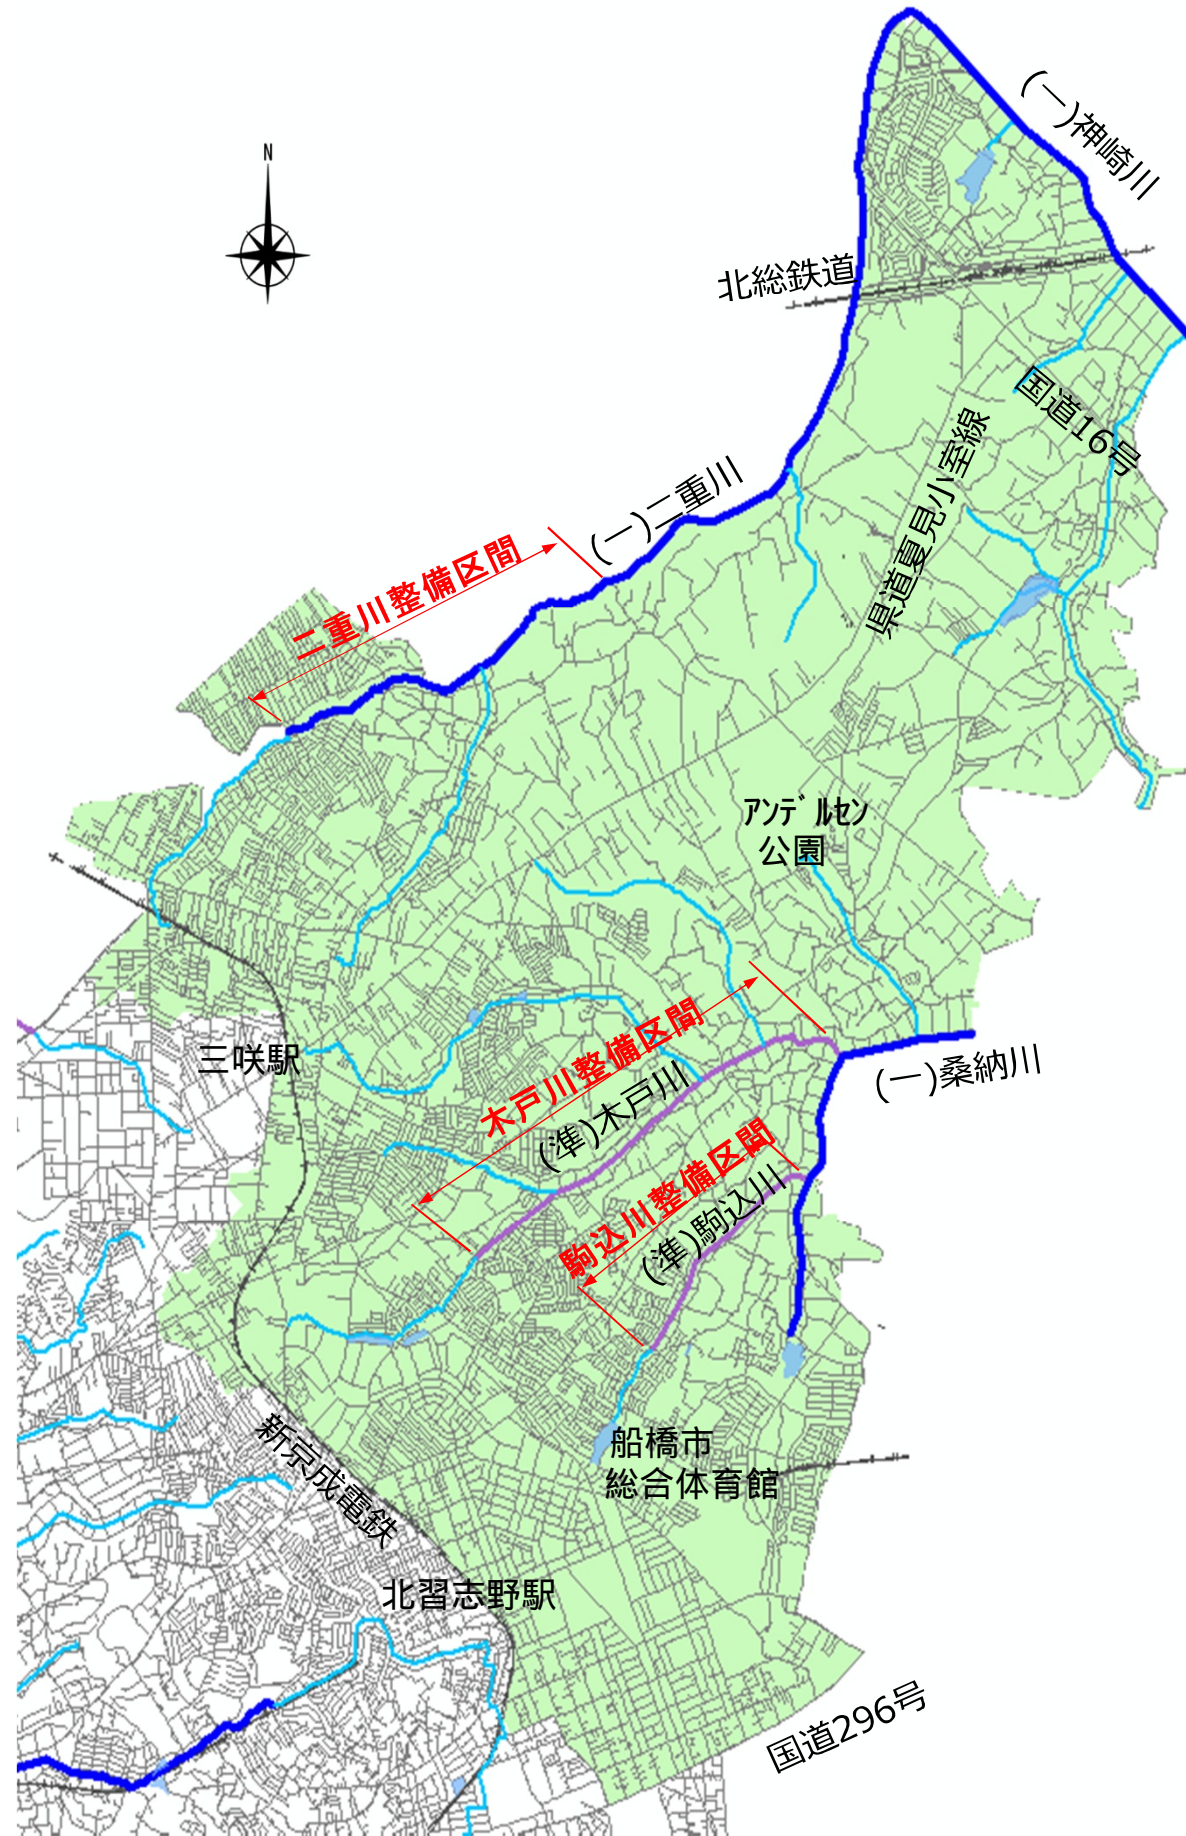 (一)神崎川
N
北総鉄道
国道16号
県道夏見小室線
(一)二重川
二重川整備区間
アンデルセン
公園
木戸川整備区間
三咲駅
(準)木戸川
(一)桑納川
駒込川整備区間
(準)駒込川
新京成電鉄
船橋市
総合体育館
北習志野駅
国道296号